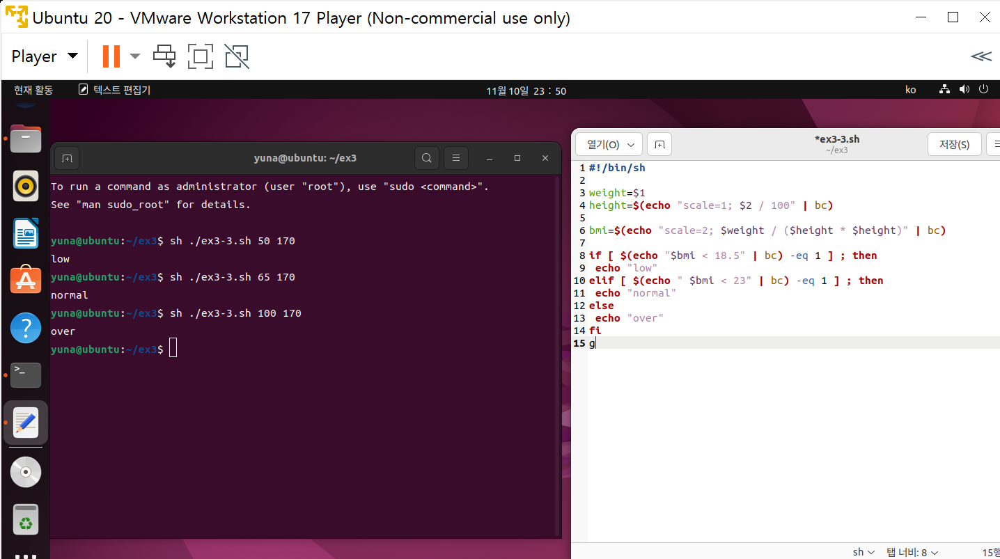 Ubuntu 20 - VMware Workstation 17 Player (Non-commercial use only)
Player
현재 활동
텍스트 편집기
11월 10일 23 : 50
ko
yuna@ubuntu: ~/ex3
To run a command as administrator (user "root"), use "sudo <command>".
See "man sudo_root" for details.
yuna@ubuntu:~/ex3$ sh ./ex3-3.sh 50 170
low
yuna@ubuntu:~/ex3$ sh ./ex3-3.sh 65 170
normal
yuna@ubuntu:~/ex3$ sh ./ex3-3.sh 100 170
over
yuna@ubuntu:~/ex3$
열기(O)
*ex3-3.sh
~/ex3
저장(S)
1 #!/bin/sh
2
3 weight=$1
4 height=$(echo "scale=1; $2 / 100" | bc)
5
6 bmi=$(echo "scale=2; $weight / ($height * $height)" | bc)
7
8 if [ $(echo "$bmi < 18.5" | bc) -eq 1 ] ; then
9  echo "low"
10 elif [ $(echo " $bmi < 23" | bc) -eq 1 ] ; then
11  echo "normal"
12 else
13  echo "over"
14 fi
15 g
sh
탭 너비: 8
15행